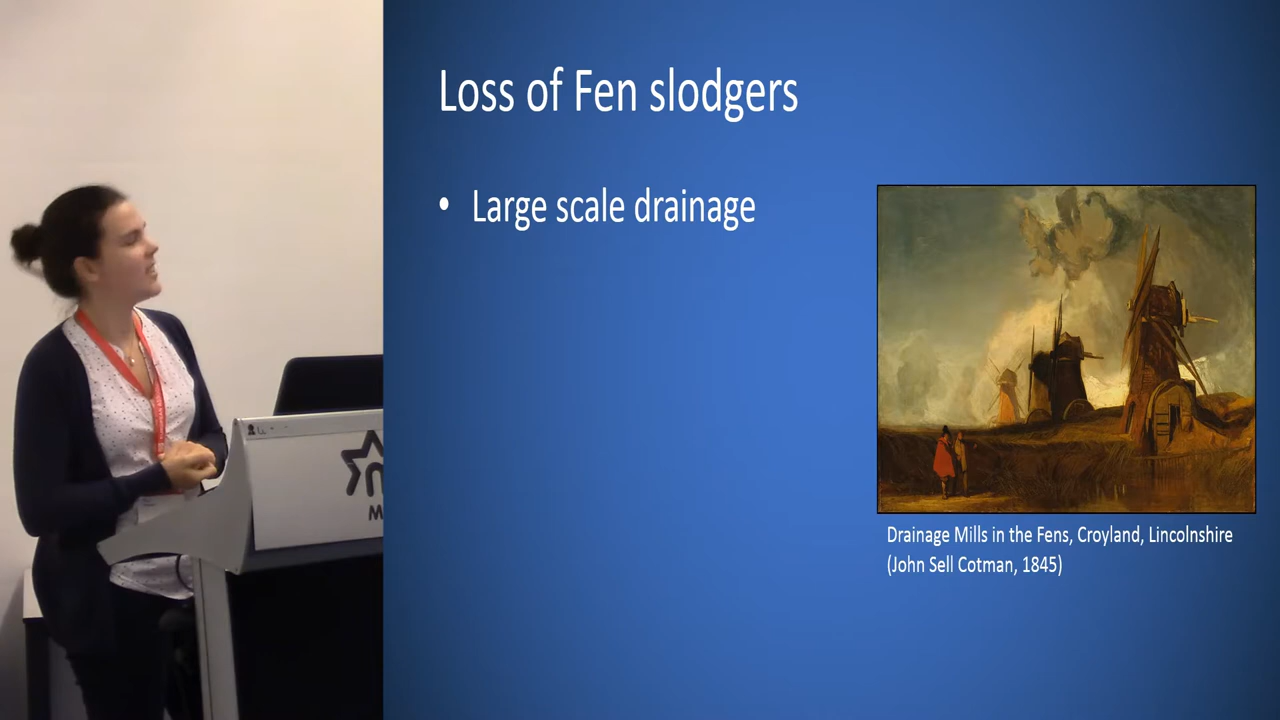 Loss of Fen slodgers
• Large scale drainage
Drainage Mills in the Fens, Croyland, Lincolnshire
(John Sell Cotman, 1845)